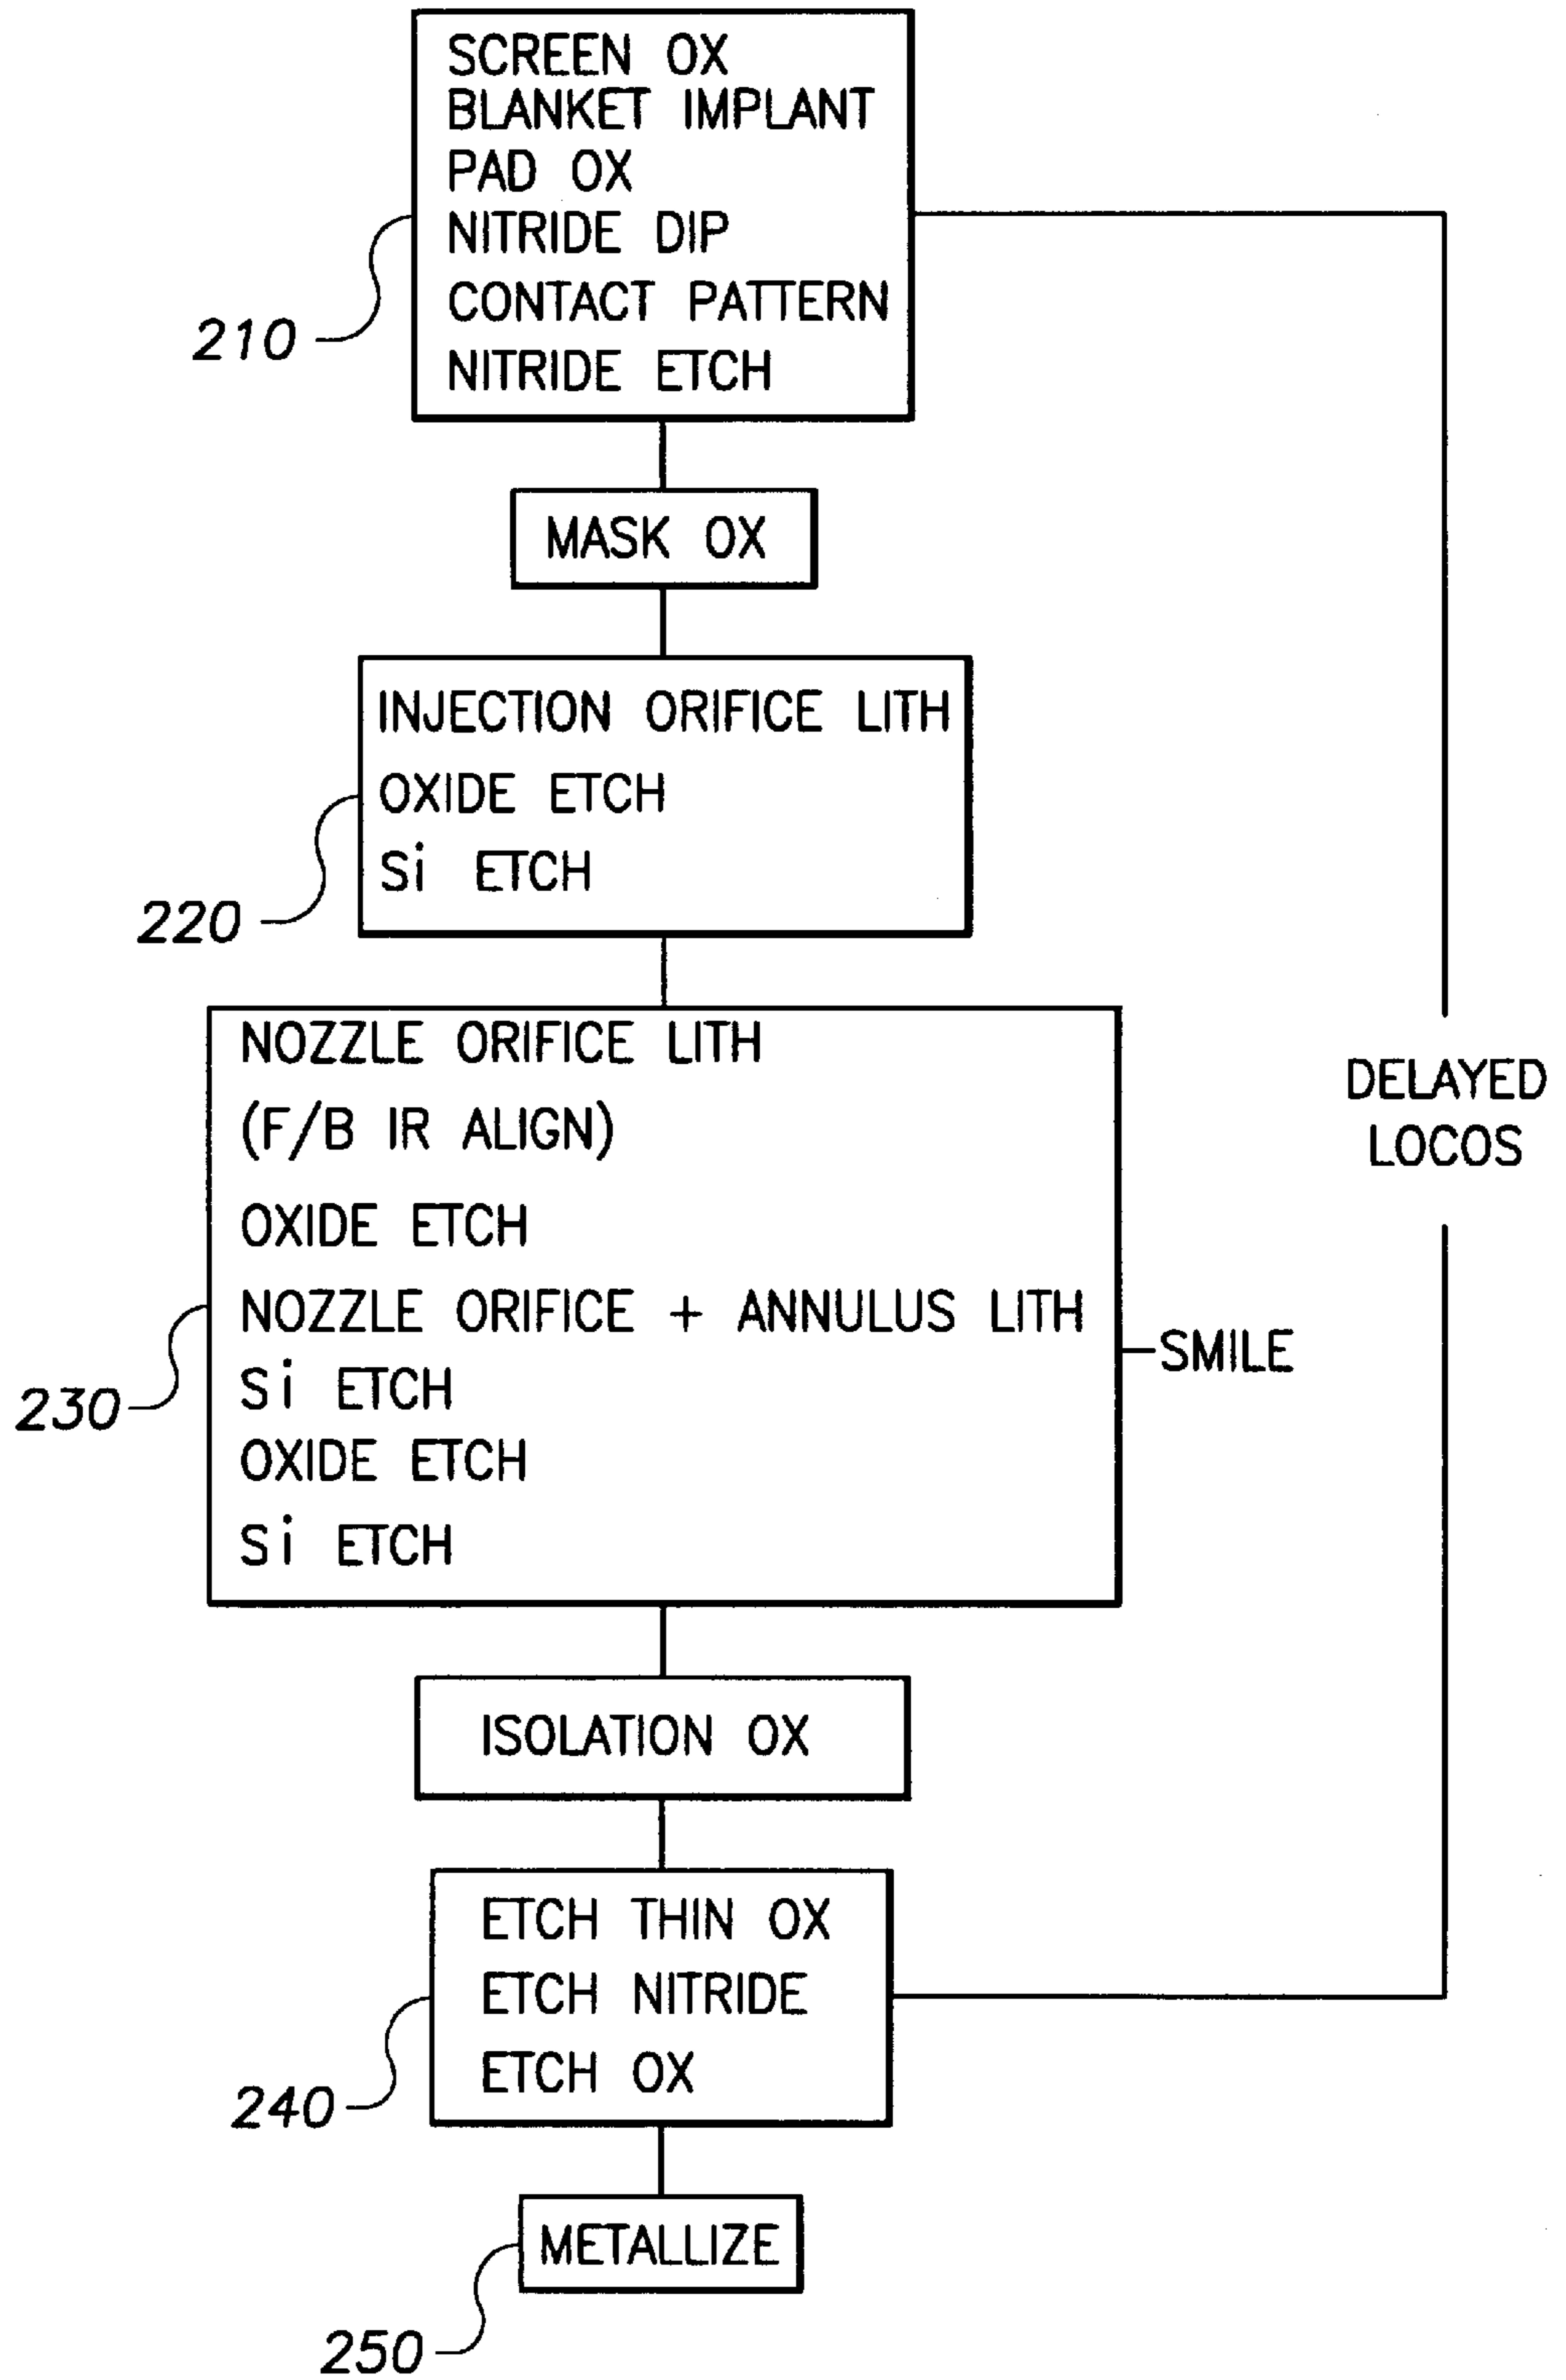 SCREEN OX
BLANKET IMPLANT
PAD OX
NITRIDE DIP
CONTACT PATTERN
NITRIDE ETCH
210
MASK OX
INJECTION ORIFICE LITH
OXIDE ETCH
Si ETCH
220
NOZZLE ORIFICE LITH
(F/B IR ALIGN)
OXIDE ETCH
NOZZLE ORIFICE + ANNULUS LITH
Si ETCH
OXIDE ETCH
Si ETCH
230
SMILE
DELAYED
LOCOS
ISOLATION OX
ETCH THIN OX
ETCH NITRIDE
ETCH OX
240
METALLIZE
250